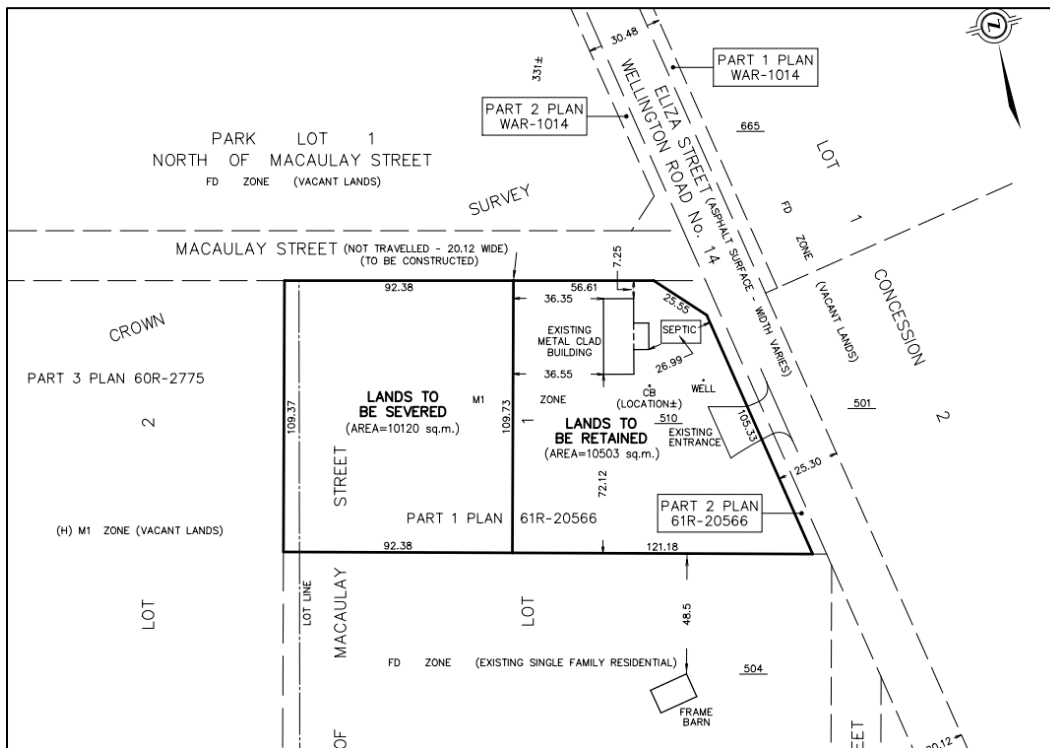 Z
30.48
PART 1 PLAN
WAR-1014
331±
PART 2 PLAN
WAR-1014
ELIZA STREET (ASPHALT SURFACE - WIDTH VARIES)
WELLINGTON ROAD No. 14
665
PARK LOT 1
NORTH OF MACAULAY STREET
FD ZONE (VACANT LANDS)
LOT 1
SURVEY
FD ZONE
(VACANT LANDS)
MACAULAY STREET (NOT TRAVELLED - 20.12 WIDE)
(TO BE CONSTRUCTED)
7.25
CONCESSION 2
92.38
56.61
36.35
25.55
CROWN
EXISTING
METAL CLAD
BUILDING
SEPTIC
26.99
PART 3 PLAN 60R-2775
36.55
CB
(LOCATION±)
WELL
LANDS TO
BE SEVERED
(AREA=10120 sq.m.)
M1 ZONE
109.37
109.73
1
LANDS TO
BE RETAINED
(AREA=10503 sq.m.)
510
EXISTING
ENTRANCE
105.33
501
2
25.30
STREET
72.12
PART 1 PLAN 61R-20566
PART 2 PLAN
61R-20566
(H) M1 ZONE (VACANT LANDS)
92.38
121.18
LOT
LOT LINE
MACAULAY
LOT
48.5
FD ZONE (EXISTING SINGLE FAMILY RESIDENTIAL)
504
FRAME
BARN
OF
EET
20.12